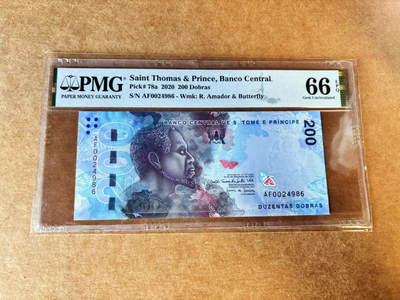 PMG
PAPER MONEY GUARANTY
Saint Thomas & Prince, Banco Central
Pick# 78a 2020 200 Dobras
S/N AF0024986 - Wmk: R. Amador & Butterfly
66 EPQ
Gem Uncirculated
BANCO CENTRAL DE S. TOMÉ E PRÍNCIPE
200
AF0024986
200
AF0024986
DUZENTAS DOBRAS